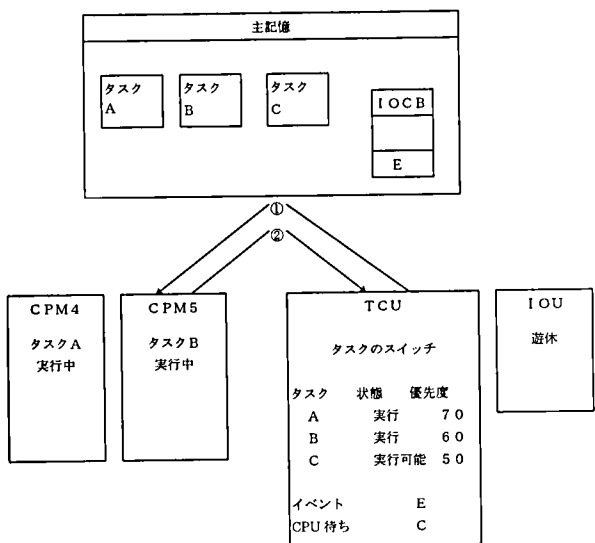 主記憶
タスク
A
タスク
B
タスク
C
IOCB
E
①
②
CPM4
タスクA
実行中
CPM5
タスクB
実行中
TCU
タスクのスイッチ
タスク 状態 優先度
A 実行 70
B 実行 60
C 実行可能 50
イベント E
CPU待ち C
IOU
遊休